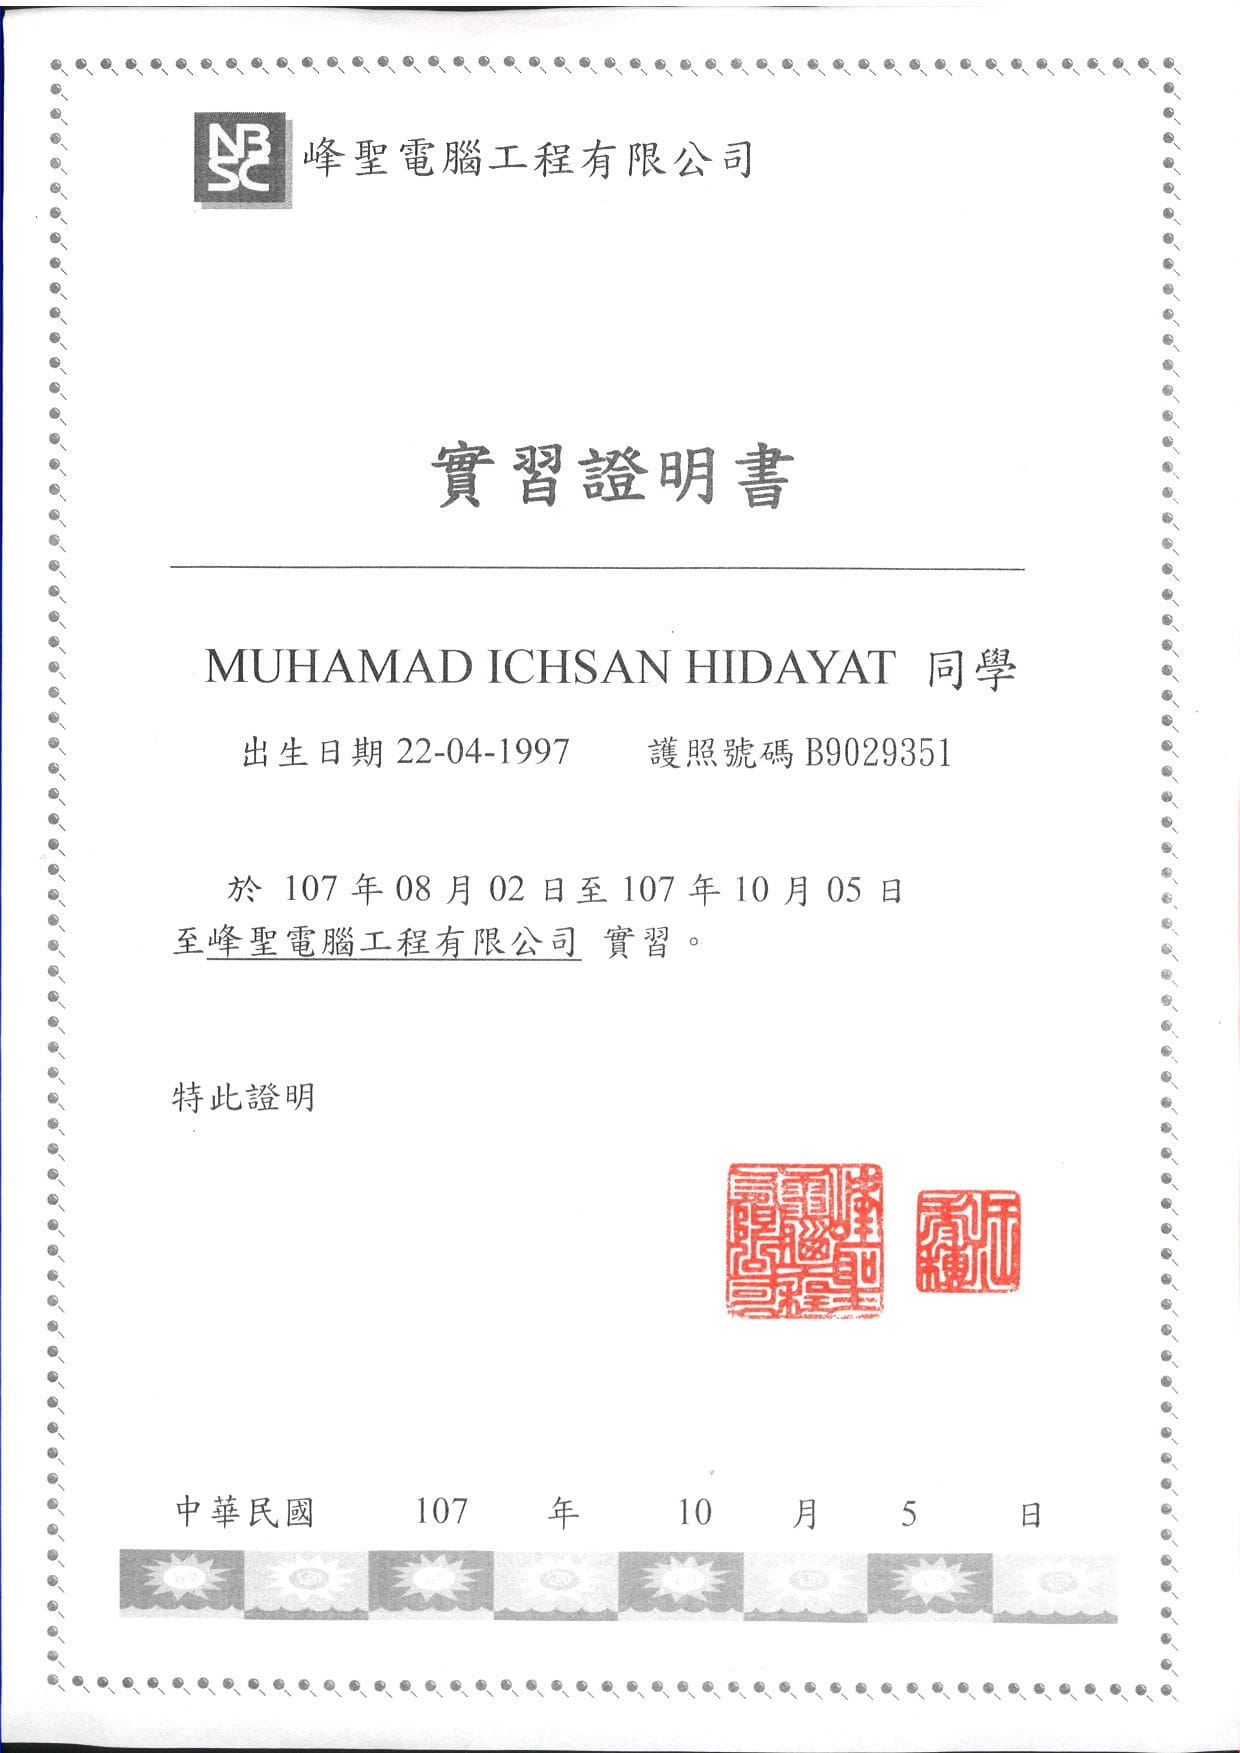 NB
SC
峰聖電腦工程有限公司
實習證明書
MUHAMAD ICHSAN HIDAYAT 同學
出生日期 22-04-1997 護照號碼 B9029351
於 107 年 08 月 02 日至 107 年 10 月 05 日
至峰聖電腦工程有限公司 實習。
特此證明
峰聖
電腦工程
有限公司
中華民國 107 年 10 月 5 日